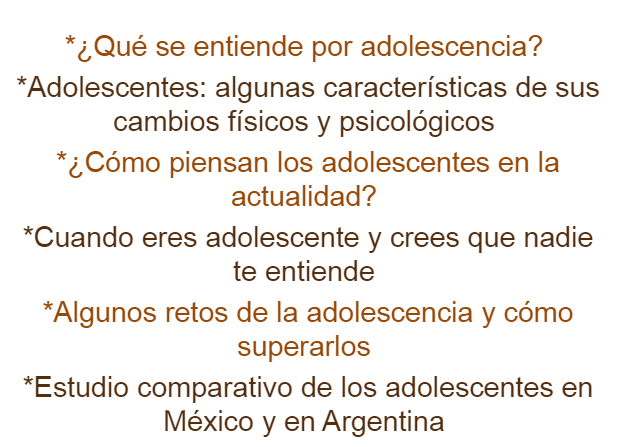 *¿Qué se entiende por adolescencia?
*Adolescentes: algunas características de sus
cambios físicos y psicológicos
*¿Cómo piensan los adolescentes en la
actualidad?
*Cuando eres adolescente y crees que nadie
te entiende
*Algunos retos de la adolescencia y cómo
superarlos
*Estudio comparativo de los adolescentes en
México y en Argentina